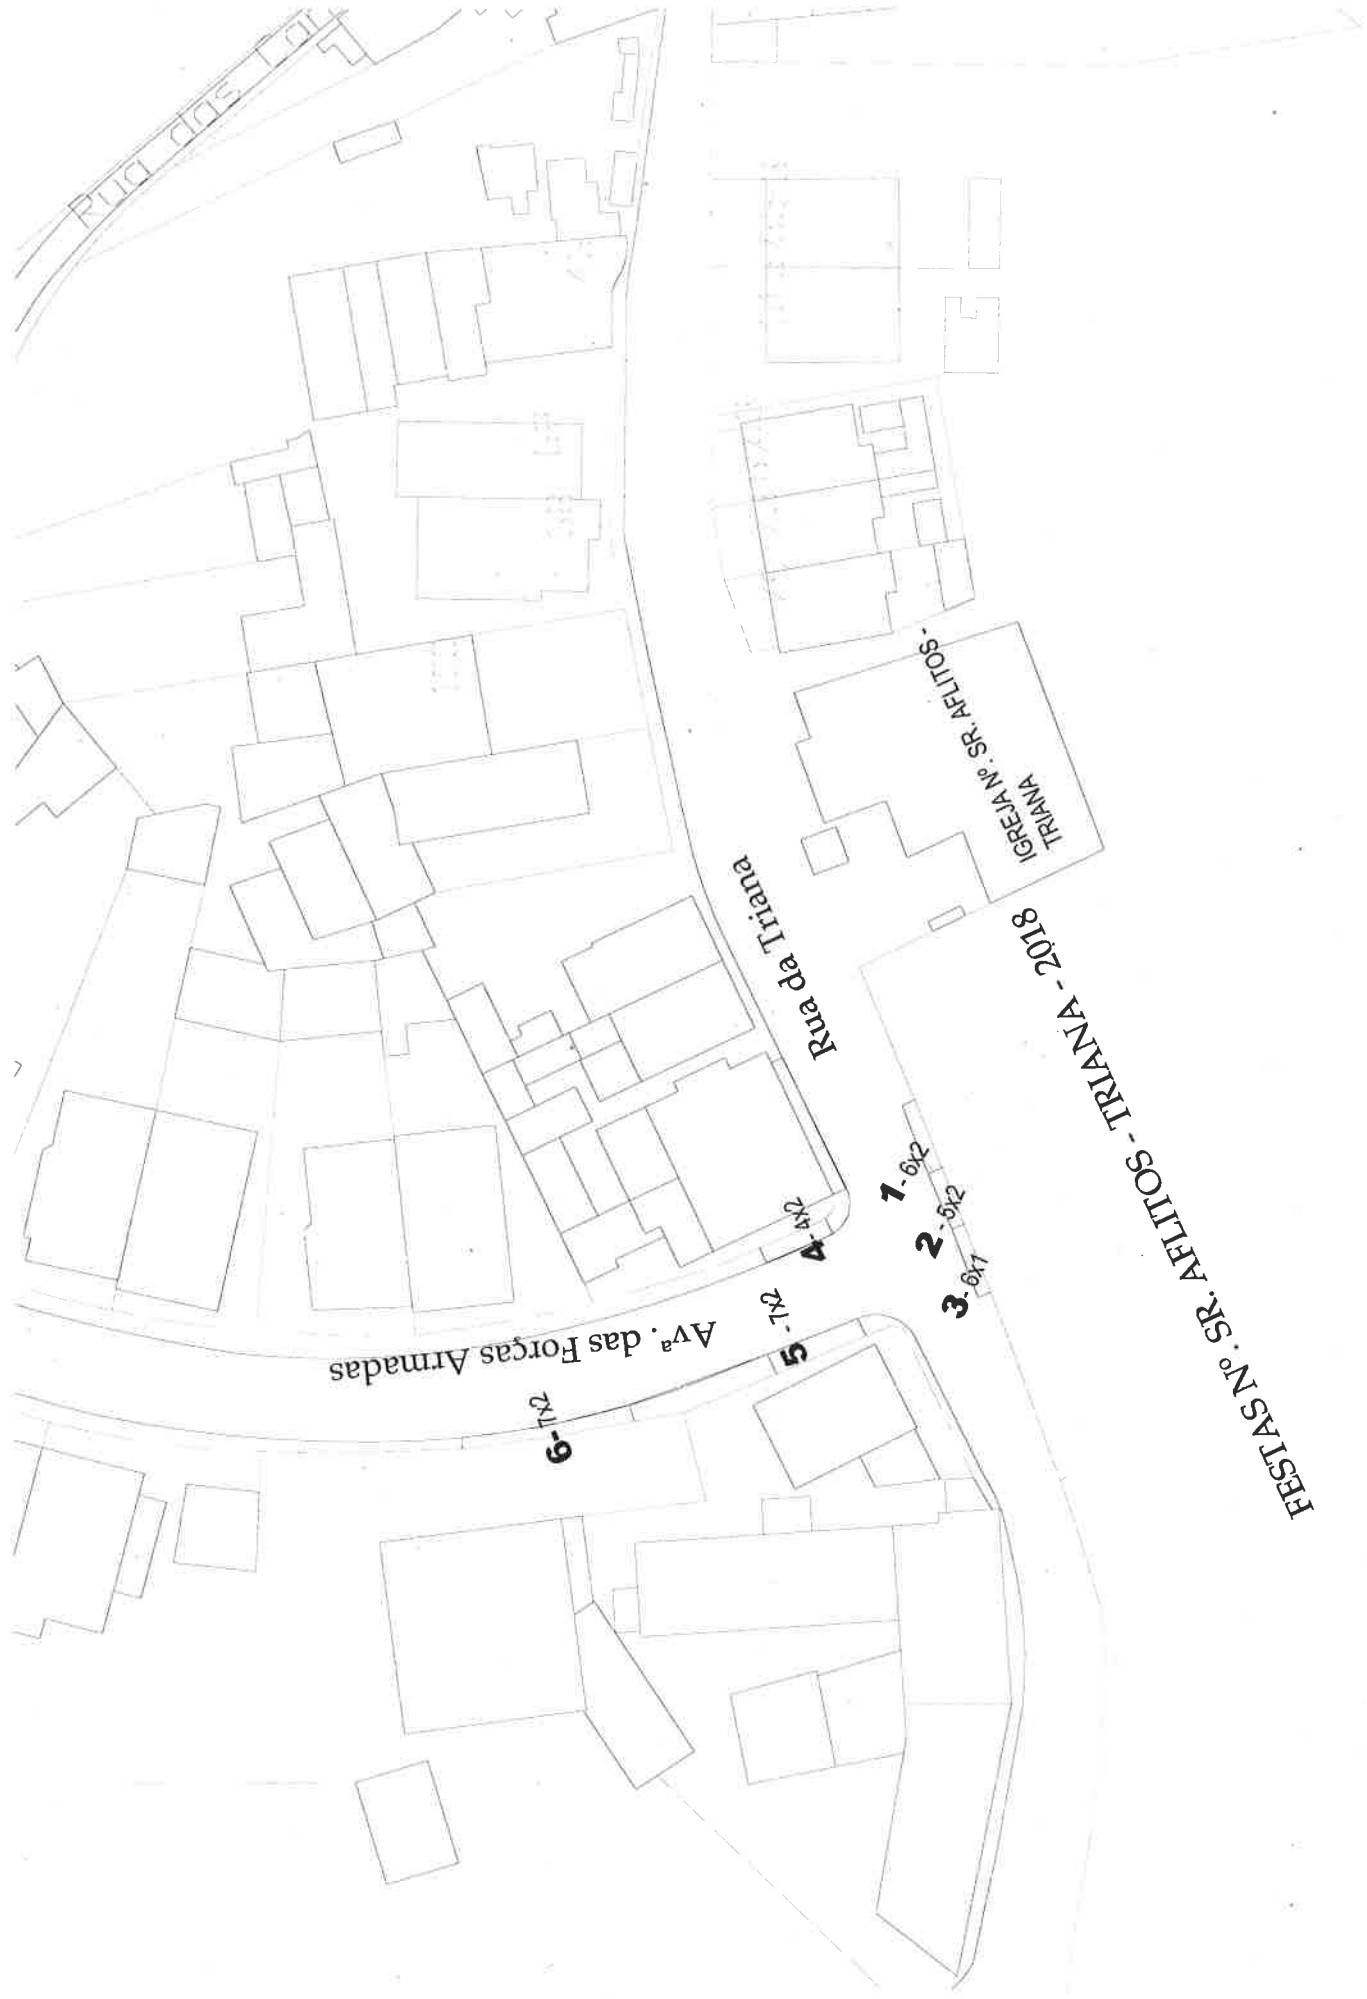 Rua das
IGREJA Nº. SR. AFLITOS -
TRIANA
Rua da Triana
FESTAS Nº. SR. AFLITOS - TRIANA - 2018
1 - 6x2
2 - 5x2
3 - 6x1
4 - 4x2
5 - 7x2
6 - 7x2
Avª. das Forças Armadas